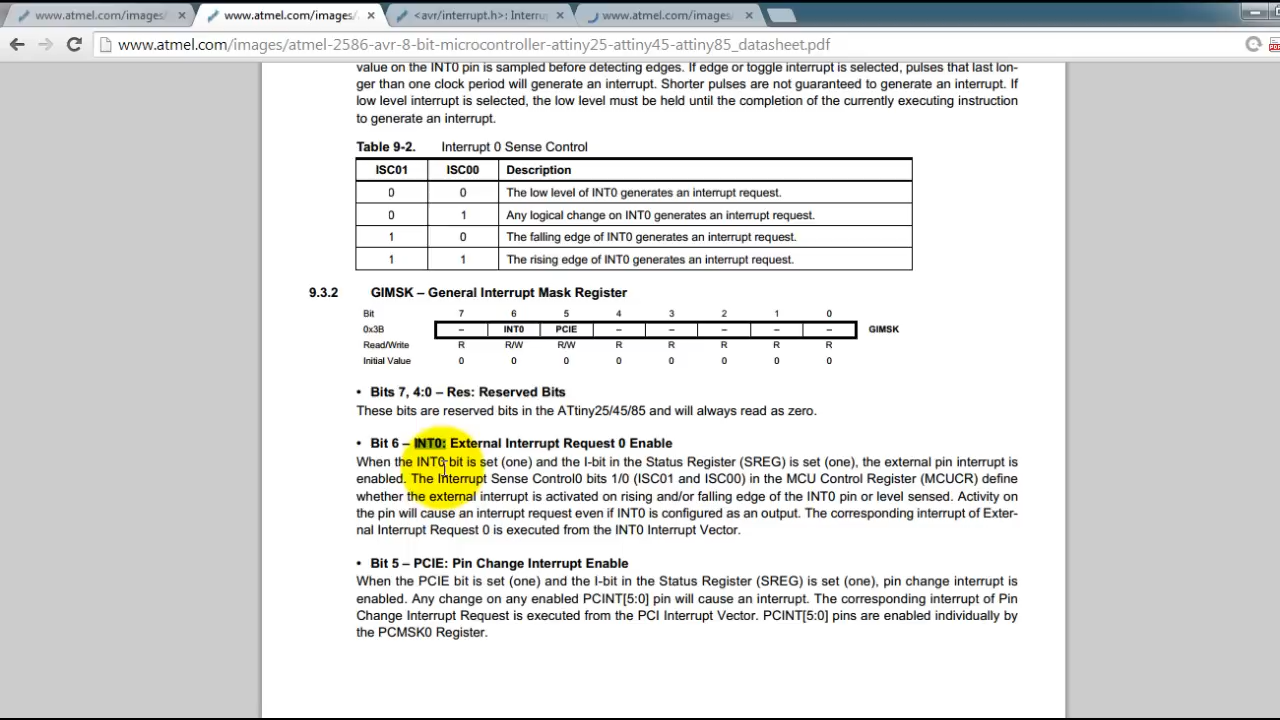 www.atmel.com/images/
www.atmel.com/images/
<avr/interrupt.h>: Interru
www.atmel.com/images/
www.atmel.com/images/atmel-2586-avr-8-bit-microcontroller-attiny25-attiny45-attiny85_datasheet.pdf
value on the INT0 pin is sampled before detecting edges. If edge or toggle interrupt is selected, pulses that last lon-
ger than one clock period will generate an interrupt. Shorter pulses are not guaranteed to generate an interrupt. If
low level interrupt is selected, the low level must be held until the completion of the currently executing instruction
to generate an interrupt.
Table 9-2. Interrupt 0 Sense Control
ISC01 ISC00 Description
0 0 The low level of INT0 generates an interrupt request.
0 1 Any logical change on INT0 generates an interrupt request.
1 0 The falling edge of INT0 generates an interrupt request.
1 1 The rising edge of INT0 generates an interrupt request.
9.3.2 GIMSK – General Interrupt Mask Register
Bit 7 6 5 4 3 2 1 0
0x3B – INT0 PCIE – – – – – GIMSK
Read/Write R R/W R/W R R R R R
Initial Value 0 0 0 0 0 0 0 0
• Bits 7, 4:0 – Res: Reserved Bits
These bits are reserved bits in the ATtiny25/45/85 and will always read as zero.
• Bit 6 – INT0: External Interrupt Request 0 Enable
When the INT0 bit is set (one) and the I-bit in the Status Register (SREG) is set (one), the external pin interrupt is
enabled. The Interrupt Sense Control0 bits 1/0 (ISC01 and ISC00) in the MCU Control Register (MCUCR) define
whether the external interrupt is activated on rising and/or falling edge of the INT0 pin or level sensed. Activity on
the pin will cause an interrupt request even if INT0 is configured as an output. The corresponding interrupt of Exter-
nal Interrupt Request 0 is executed from the INT0 Interrupt Vector.
• Bit 5 – PCIE: Pin Change Interrupt Enable
When the PCIE bit is set (one) and the I-bit in the Status Register (SREG) is set (one), pin change interrupt is
enabled. Any change on any enabled PCINT[5:0] pin will cause an interrupt. The corresponding interrupt of Pin
Change Interrupt Request is executed from the PCI Interrupt Vector. PCINT[5:0] pins are enabled individually by
the PCMSK0 Register.